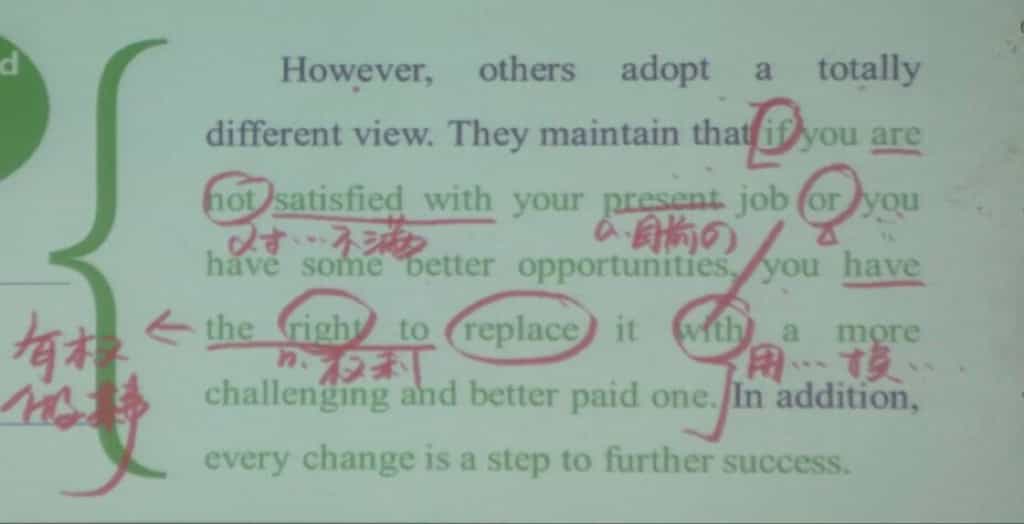 d
However, others adopt a totally
different view. They maintain that if you are
not satisfied with your present job or you
对…不满 a.目前の
have some better opportunities, you have
the right to replace it with a more
有权 n.权利 用…换…
challenging and better paid one. In addition,
做事
every change is a step to further success.